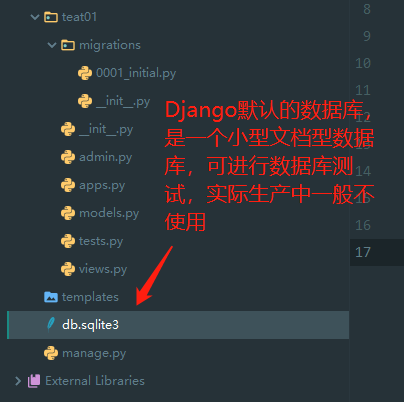 teat01
8
migrations
9
0001_initial.py
10
__init__.py
11
Django默认的数据库，
__init__.py
是一个小型文档型数据
admin.py
库，可进行数据库测
14
apps.py
试，实际生产中一般不
models.py
使用
16
tests.py
17
views.py
templates
db.sqlite3
manage.py
External Libraries